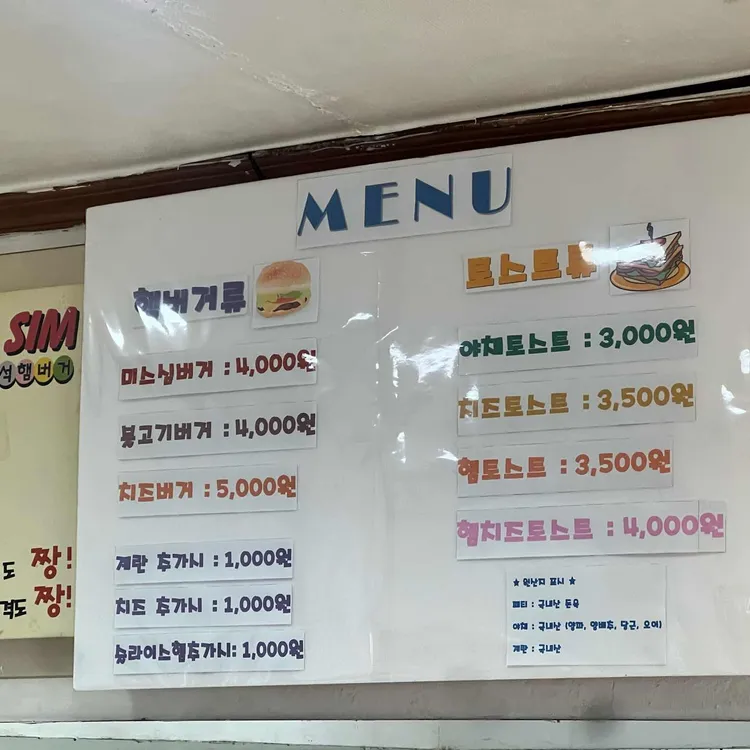 MENU
햄버거류
미스심버거 : 4,000원
불고기버거 : 4,000원
치즈버거 : 5,000원
계란 추가시 : 1,000원
치즈 추가시 : 1,000원
슬라이스햄추가시: 1,000원
토스트류
야채토스트 : 3,000원
치즈토스트 : 3,500원
햄토스트 : 3,500원
햄치즈토스트 : 4,000원
★ 원산지 표시 ★
패티 : 국내산 돈육
야채 : 국내산 (양파, 양배추, 당근, 오이)
계란 : 국내산
SIM
석햄버거
도 짱!
격도 짱!